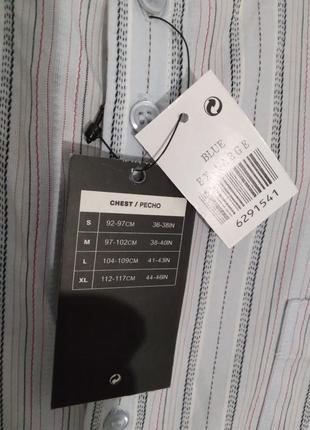 CHEST / PECHO
S 92-97CM 36-38IN
M 97-102CM 38-40IN
L 104-109CM 41-43IN
XL 112-117CM 44-46IN
BLUE
6291541